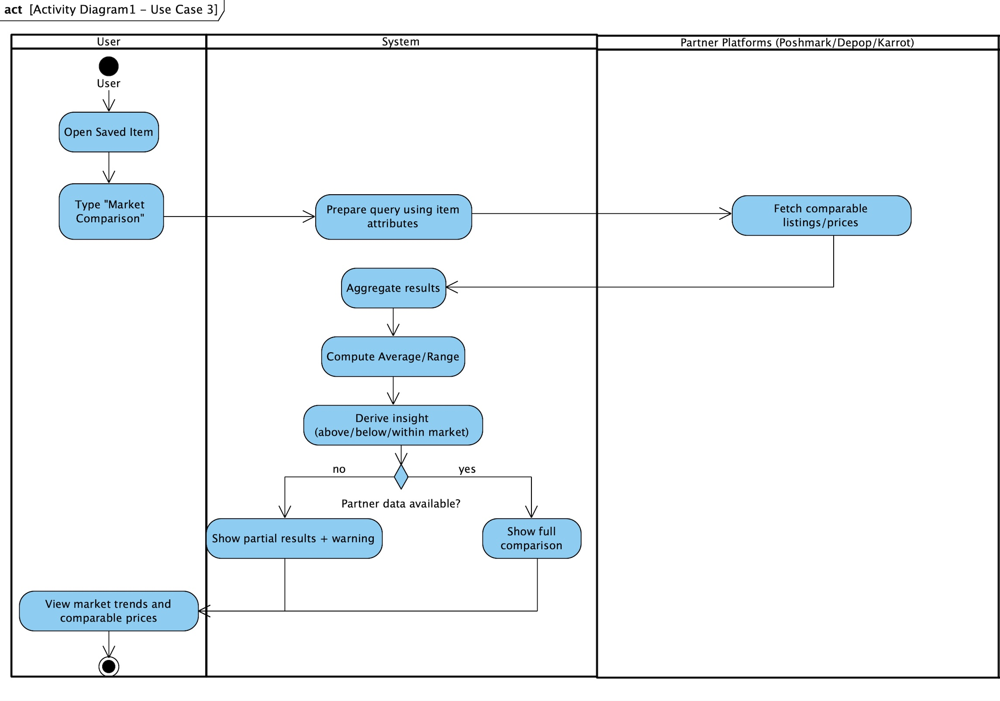 act [Activity Diagram1 – Use Case 3]
User
System
Partner Platforms (Poshmark/Depop/Karrot)
User
Open Saved Item
Type "Market
Comparison"
Prepare query using item
attributes
Fetch comparable
listings/prices
Aggregate results
Compute Average/Range
Derive insight
(above/below/within market)
no
yes
Partner data available?
Show partial results + warning
Show full
comparison
View market trends and
comparable prices